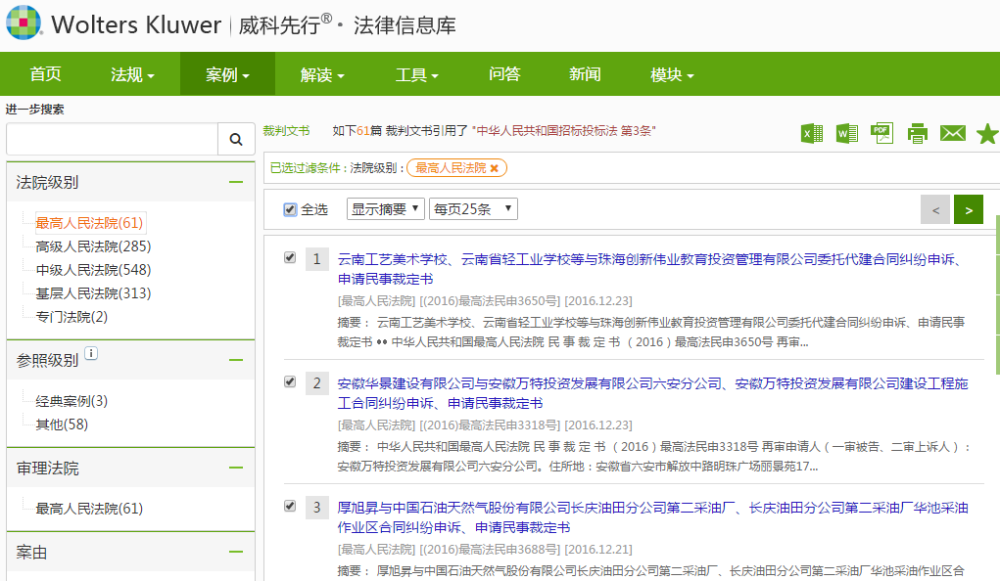 Wolters Kluwer 威科先行®· 法律信息库
首页 法规 案例 解读 工具 问答 新闻 模块
进一步搜索
裁判文书 如下61篇 裁判文书引用了 "中华人民共和国招标投标法 第3条"
已选过滤条件 : 法院级别 : 最高人民法院 ×
全选 显示摘要 每页25条 < >
法院级别
最高人民法院(61)
高级人民法院(285)
中级人民法院(548)
基层人民法院(313)
专门法院(2)
参照级别 i
经典案例(3)
其他(58)
审理法院
最高人民法院(61)
案由
1 云南工艺美术学校、云南省轻工业学校等与珠海创新伟业教育投资管理有限公司委托代建合同纠纷申诉、
申请民事裁定书
[最高人民法院] [(2016)最高法民申3650号] [2016.12.23]
摘要 : 云南工艺美术学校、云南省轻工业学校等与珠海创新伟业教育投资管理有限公司委托代建合同纠纷申诉、申请民事
裁定书 •• 中华人民共和国最高人民法院 民 事 裁 定 书 （2016）最高法民申3650号 再审...
2 安徽华景建设有限公司与安徽万特投资发展有限公司六安分公司、安徽万特投资发展有限公司建设工程施
工合同纠纷申诉、申请民事裁定书
[最高人民法院] [(2016)最高法民申3318号] [2016.12.23]
摘要 : 中华人民共和国最高人民法院 民 事 裁 定 书 （2016）最高法民申3318号 再审申请人（一审被告、二审上诉人）:
安徽万特投资发展有限公司六安分公司。住所地:安徽省六安市解放中路明珠广场丽景苑17...
3 厚旭昇与中国石油天然气股份有限公司长庆油田分公司第二采油厂、长庆油田分公司第二采油厂华池采油
作业区合同纠纷申诉、申请民事裁定书
[最高人民法院] [(2016)最高法民申3688号] [2016.12.21]
摘要 : 厚旭昇与中国石油天然气股份有限公司长庆油田分公司第二采油厂、长庆油田分公司第二采油厂华池采油作业区合